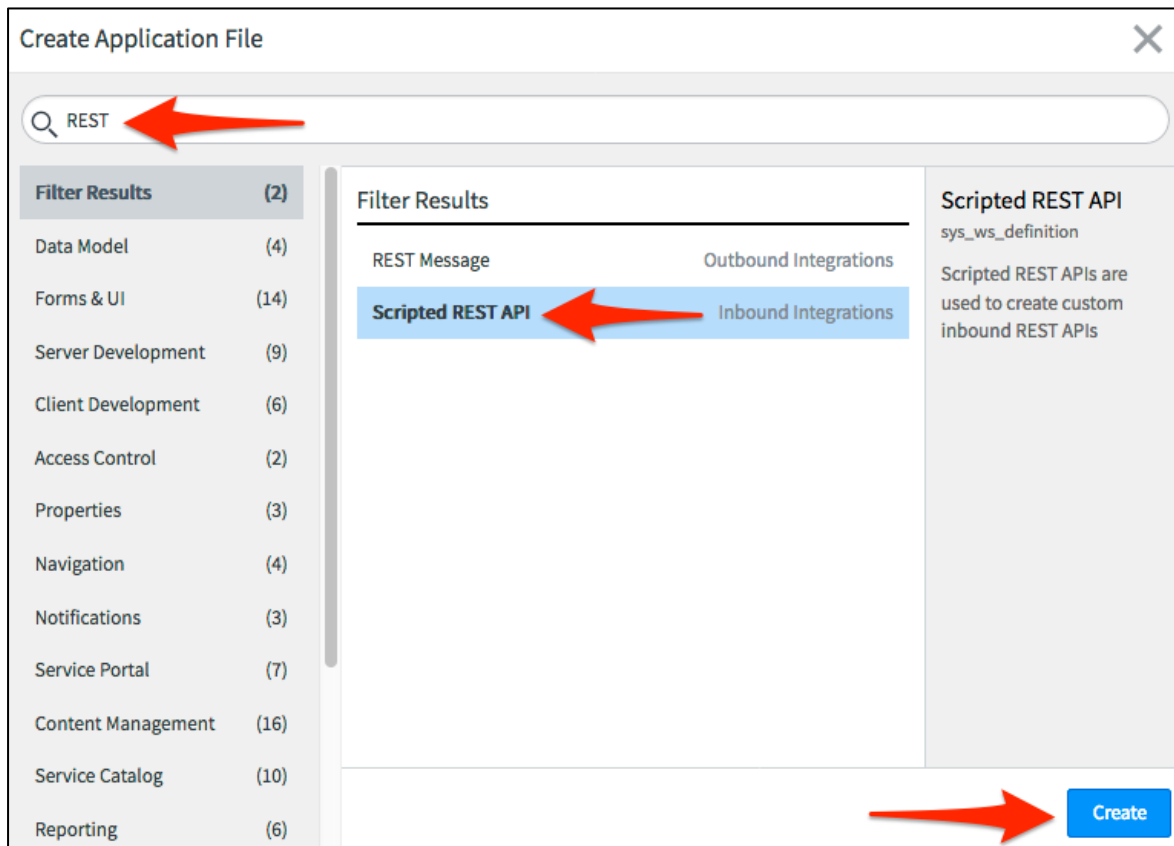 Create Application File
REST
Filter Results (2)
Data Model (4)
Forms & UI (14)
Server Development (9)
Client Development (6)
Access Control (2)
Properties (3)
Navigation (4)
Notifications (3)
Service Portal (7)
Content Management (16)
Service Catalog (10)
Reporting (6)
Filter Results
REST Message Outbound Integrations
Scripted REST API Inbound Integrations
Scripted REST API
sys_ws_definition
Scripted REST APIs are
used to create custom
inbound REST APIs
Create